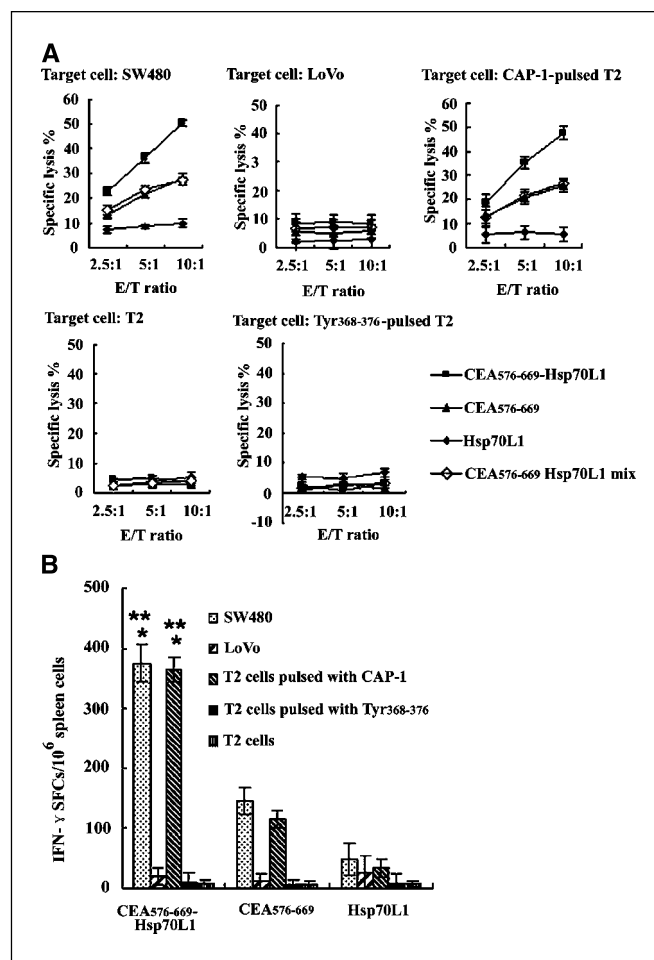 A
Target cell: SW480
Target cell: LoVo
Target cell: CAP-1-pulsed T2
Specific lysis %
60
50
40
30
20
10
0
2.5:1 5:1 10:1
E/T ratio
Specific lysis %
60
50
40
3
20
10
0
2.5:1 5:1 10:1
E/T ratio
Specific lysis %
60
50
40
30
20
10
0
2.5:1 5:1 10:1
E/T ratio
Target cell: T2
Target cell: Tyr368-376-pulsed T2
Specific lysis %
50
40
30
20
10
0
2.5:1 5:1 10:1
E/T ratio
Specific lysis %
50
40
30
20
10
0
-10
2.5:1 5:1 10:1
E/T ratio
CEA576-669-Hsp70L1
CEA576-669
Hsp70L1
CEA576-669 Hsp70L1 mix
B
IFN- γ SFCs/10⁶ spleen cells
500
400
300
200
100
0
**
*
**
*
SW480
LoVo
T2 cells pulsed with CAP-1
T2 cells pulsed with Tyr368-376
T2 cells
CEA576-669-
Hsp70L1
CEA576-669
Hsp70L1